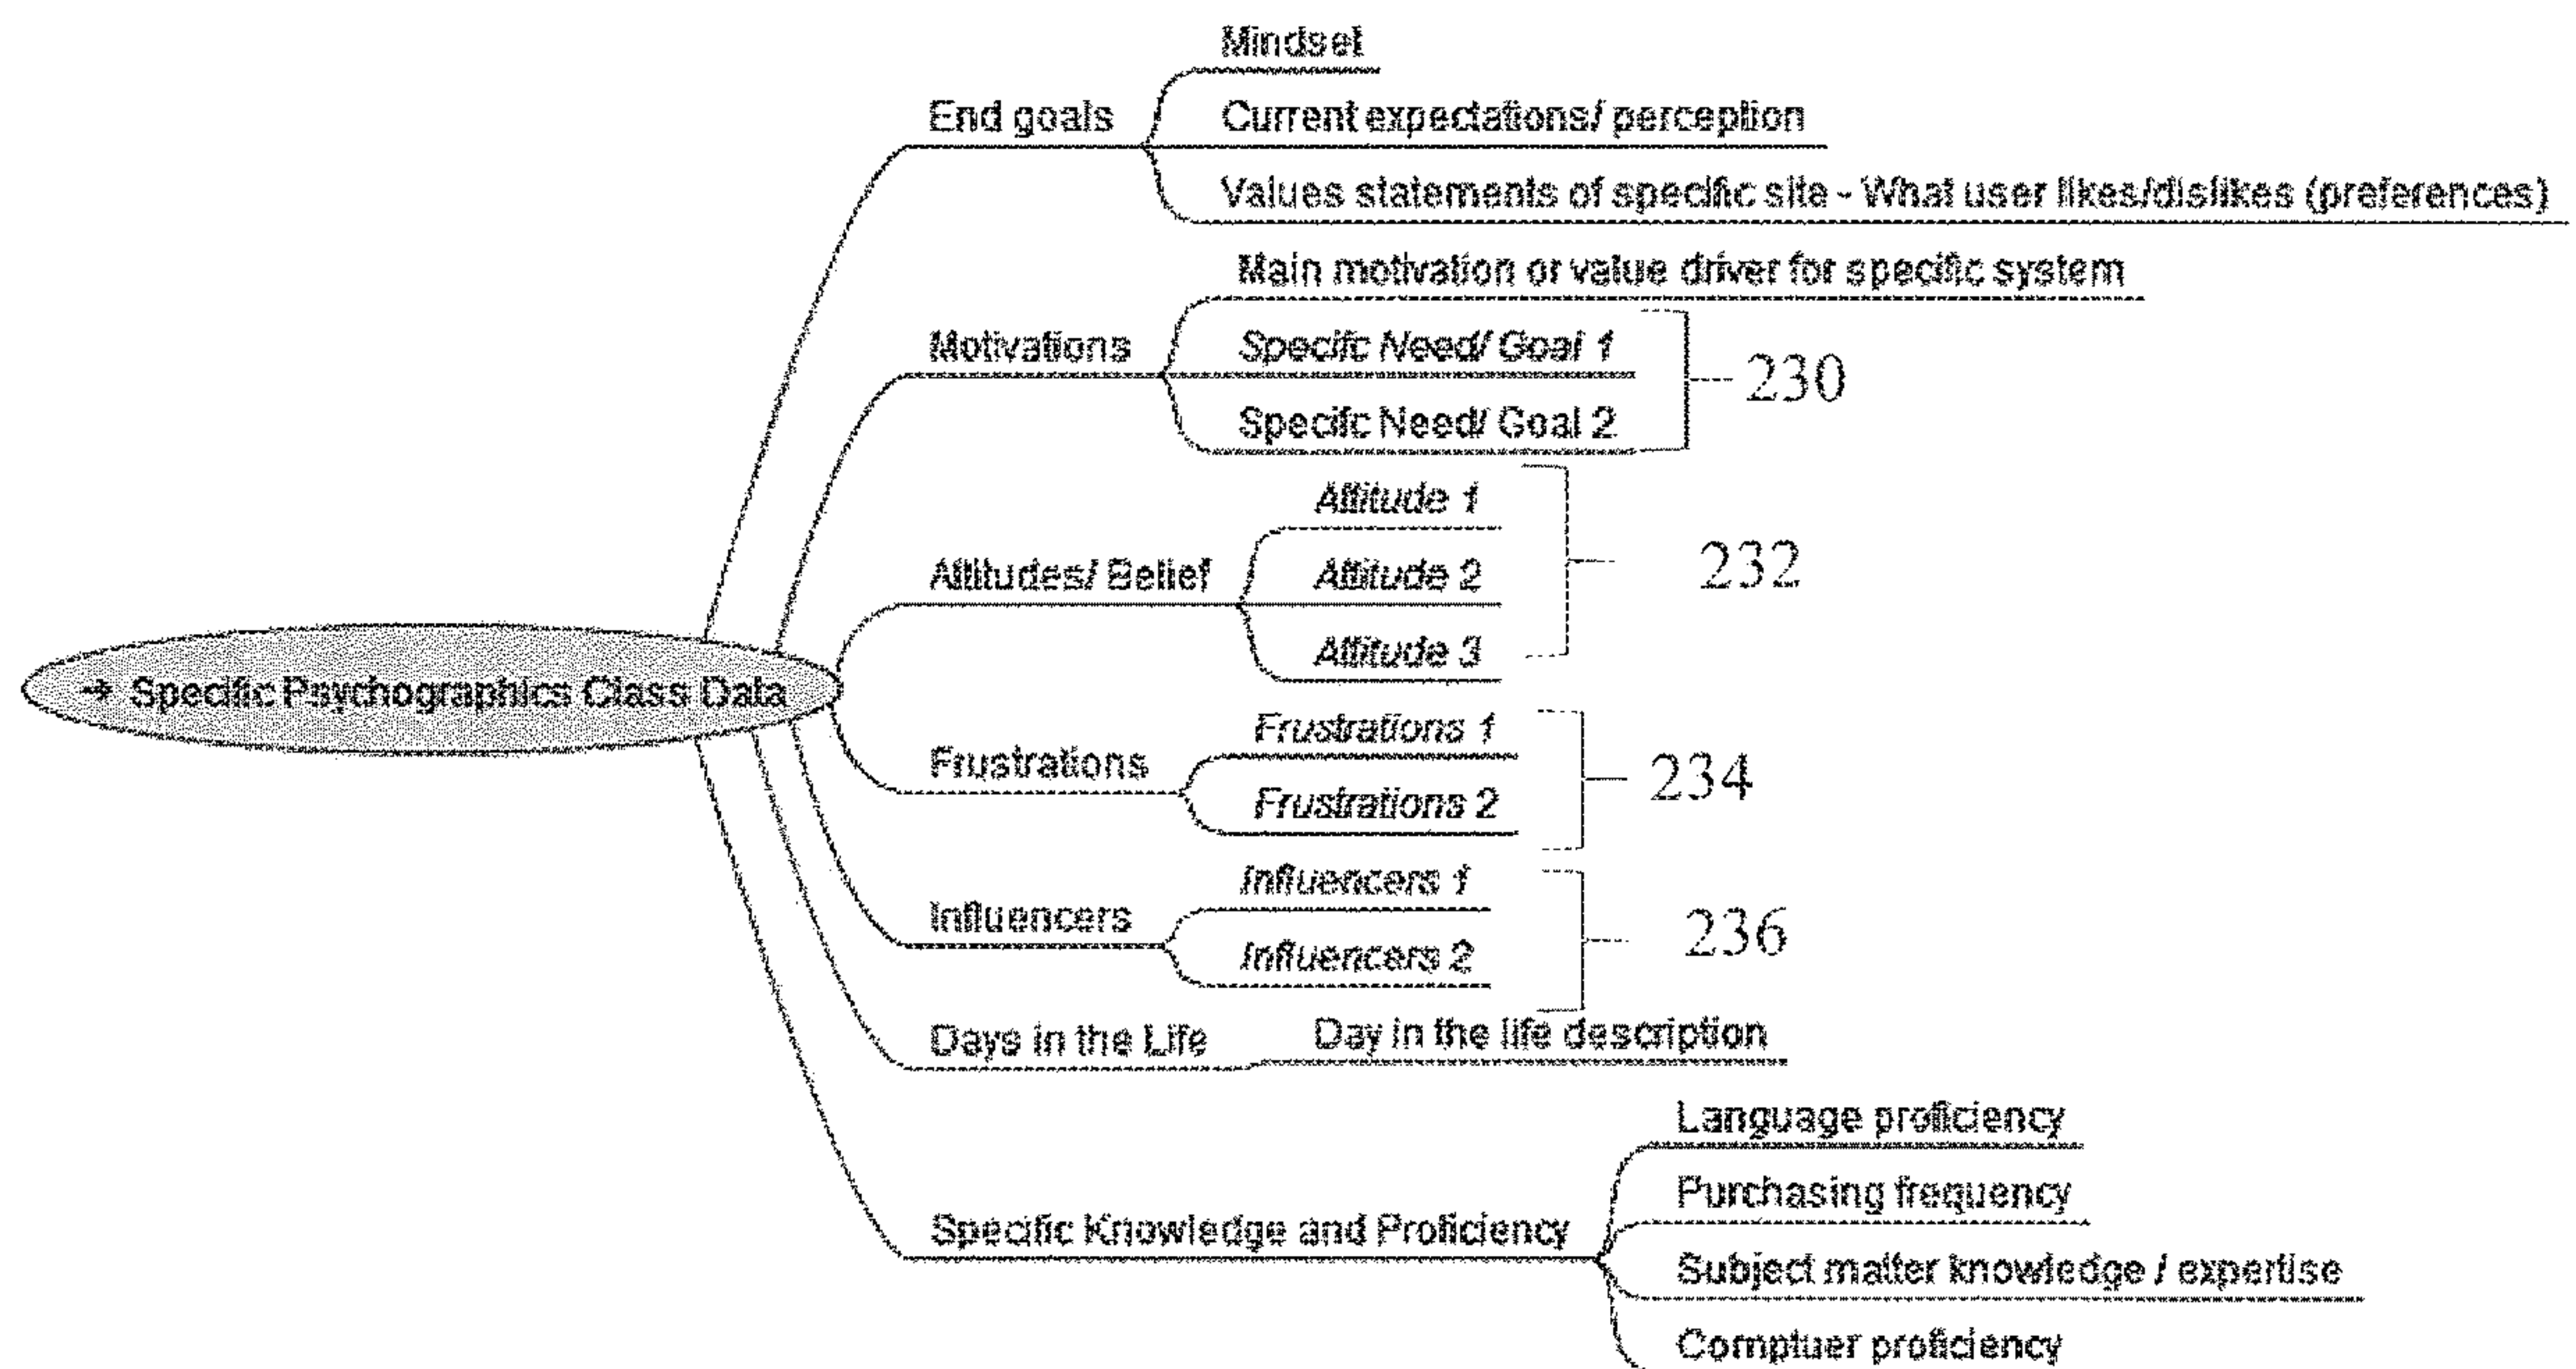 Mindset
End goals
Current expectations/ perception
Values statements of specific site - What user likes/dislikes (preferences)
Main motivation or value driver for specific system
Motivations
Specifc Need/ Goal 1
230
Specifc Need/ Goal 2
Attitude 1
Attitudes/ Belief
Attitude 2
232
Attitude 3
→ Specific Psychographics Class Data
Frustrations 1
Frustrations
234
Frustrations 2
Influencers 1
Influencers
236
Influencers 2
Days in the Life
Day in the life description
Language proficiency
Purchasing frequency
Specific Knowledge and Proficiency
Subject matter knowledge / expertise
Comptuer proficiency